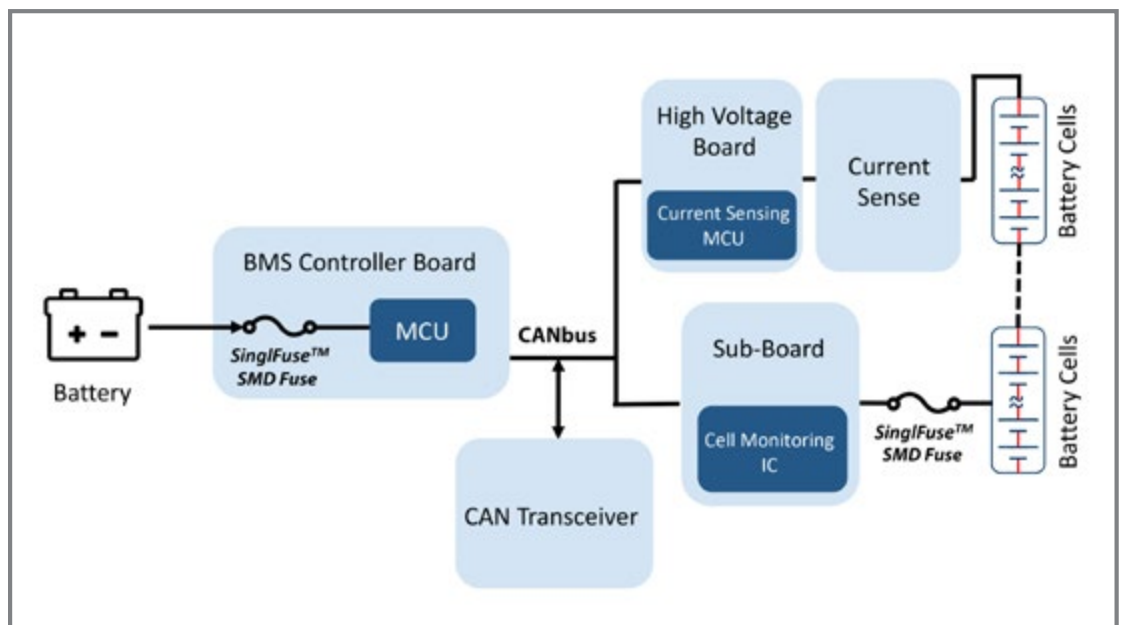 High Voltage
Board
Current Sensing
MCU
Current
Sense
Battery Cells
BMS Controller Board
MCU
SinglFuse™
SMD Fuse
Battery
CANbus
Sub-Board
Cell Monitoring
IC
SinglFuse™
SMD Fuse
Battery Cells
CAN Transceiver